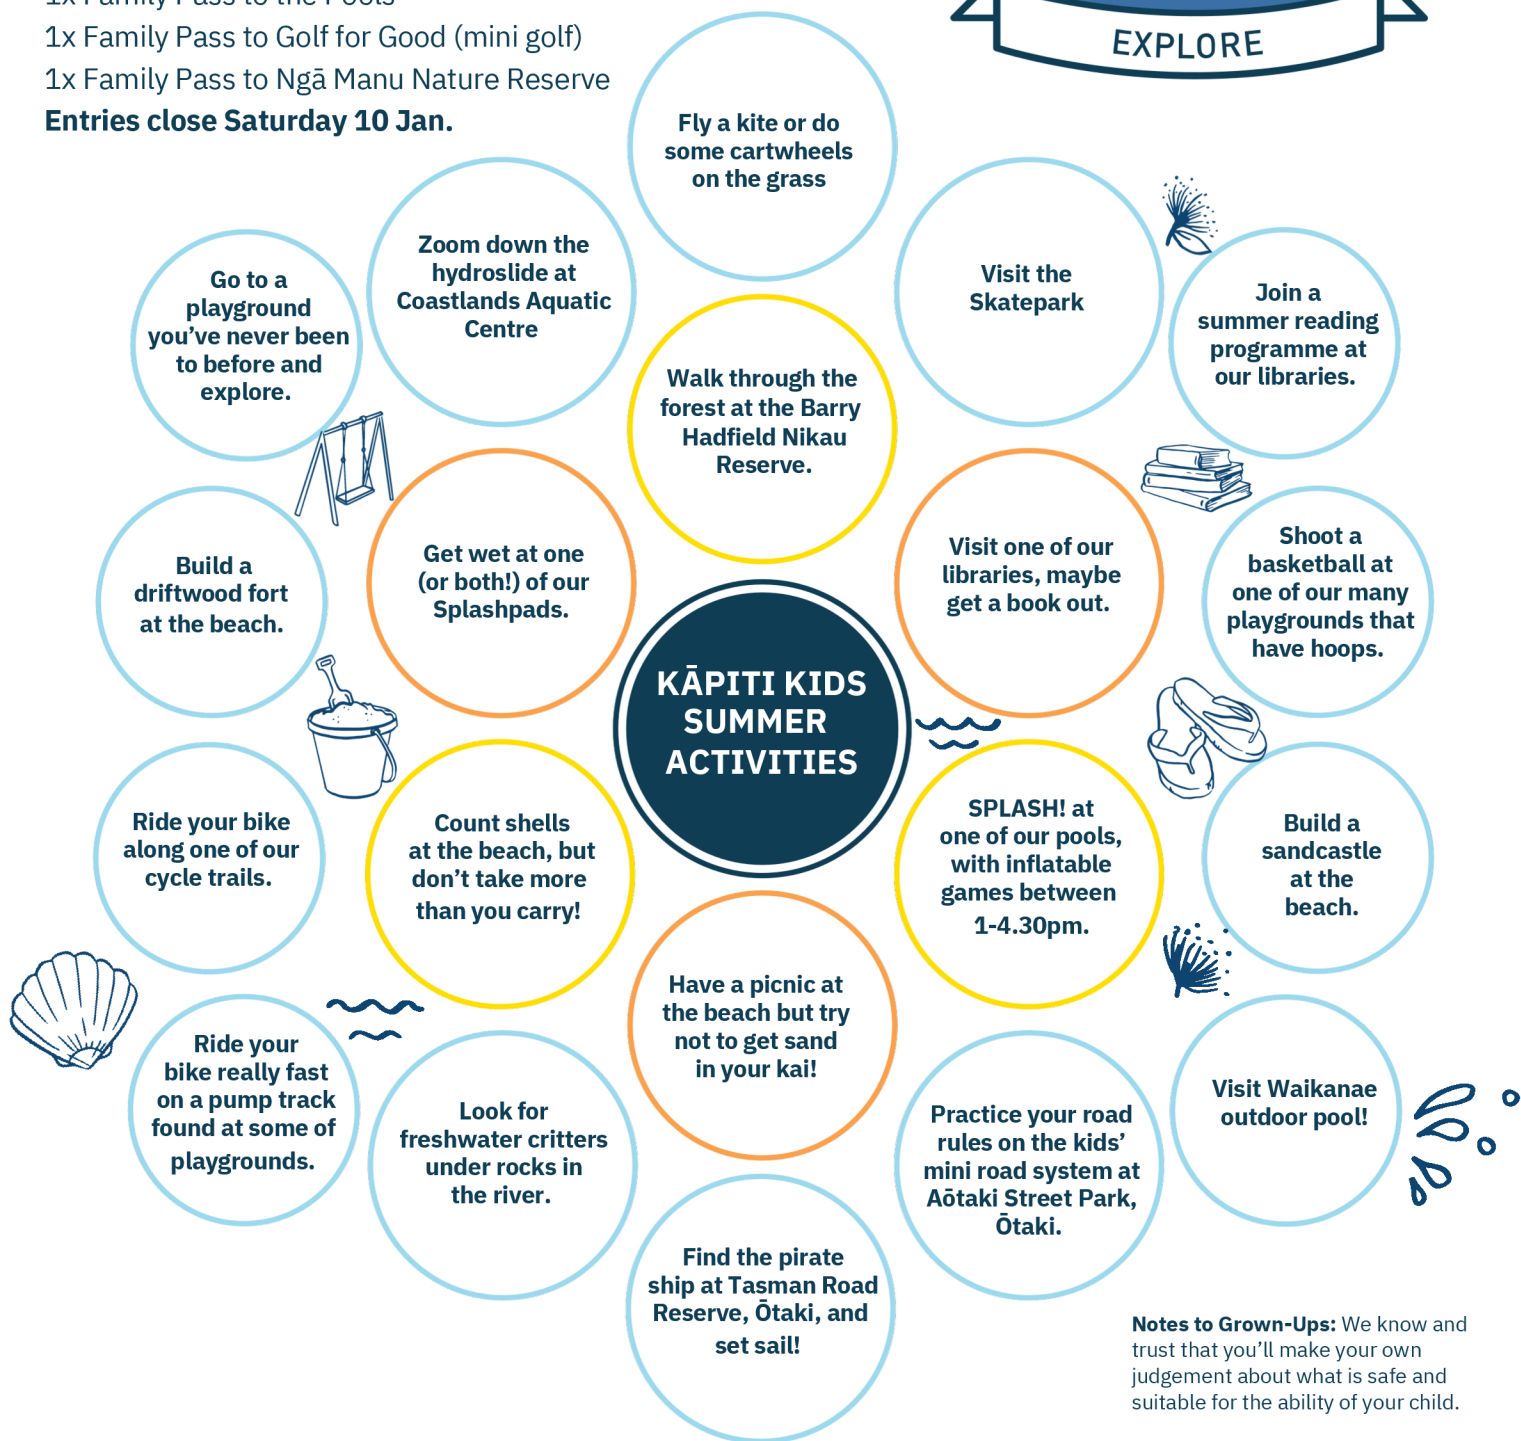 1x Family Pass to the Pools
1x Family Pass to Golf for Good (mini golf)
1x Family Pass to Ngā Manu Nature Reserve
Entries close Saturday 10 Jan.
EXPLORE
Fly a kite or do
some cartwheels
on the grass
Zoom down the
hydroslide at
Coastlands Aquatic
Centre
Visit the
Skatepark
Go to a
playground
you’ve never been
to before and
explore.
Join a
summer reading
programme at
our libraries.
Walk through the
forest at the Barry
Hadfield Nikau
Reserve.
Get wet at one
(or both!) of our
Splashpads.
Visit one of our
libraries, maybe
get a book out.
Build a
driftwood fort
at the beach.
Shoot a
basketball at
one of our many
playgrounds that
have hoops.
KĀPITI KIDS
SUMMER
ACTIVITIES
Ride your bike
along one of our
cycle trails.
Count shells
at the beach, but
don’t take more
than you carry!
SPLASH! at
one of our pools,
with inflatable
games between
1-4.30pm.
Build a
sandcastle
at the
beach.
Have a picnic at
the beach but try
not to get sand
in your kai!
Ride your
bike really fast
on a pump track
found at some of
playgrounds.
Look for
freshwater critters
under rocks in
the river.
Practice your road
rules on the kids’
mini road system at
Aōtaki Street Park,
Ōtaki.
Visit Waikanae
outdoor pool!
Find the pirate
ship at Tasman Road
Reserve, Ōtaki, and
set sail!
Notes to Grown-Ups: We know and
trust that you’ll make your own
judgement about what is safe and
suitable for the ability of your child.